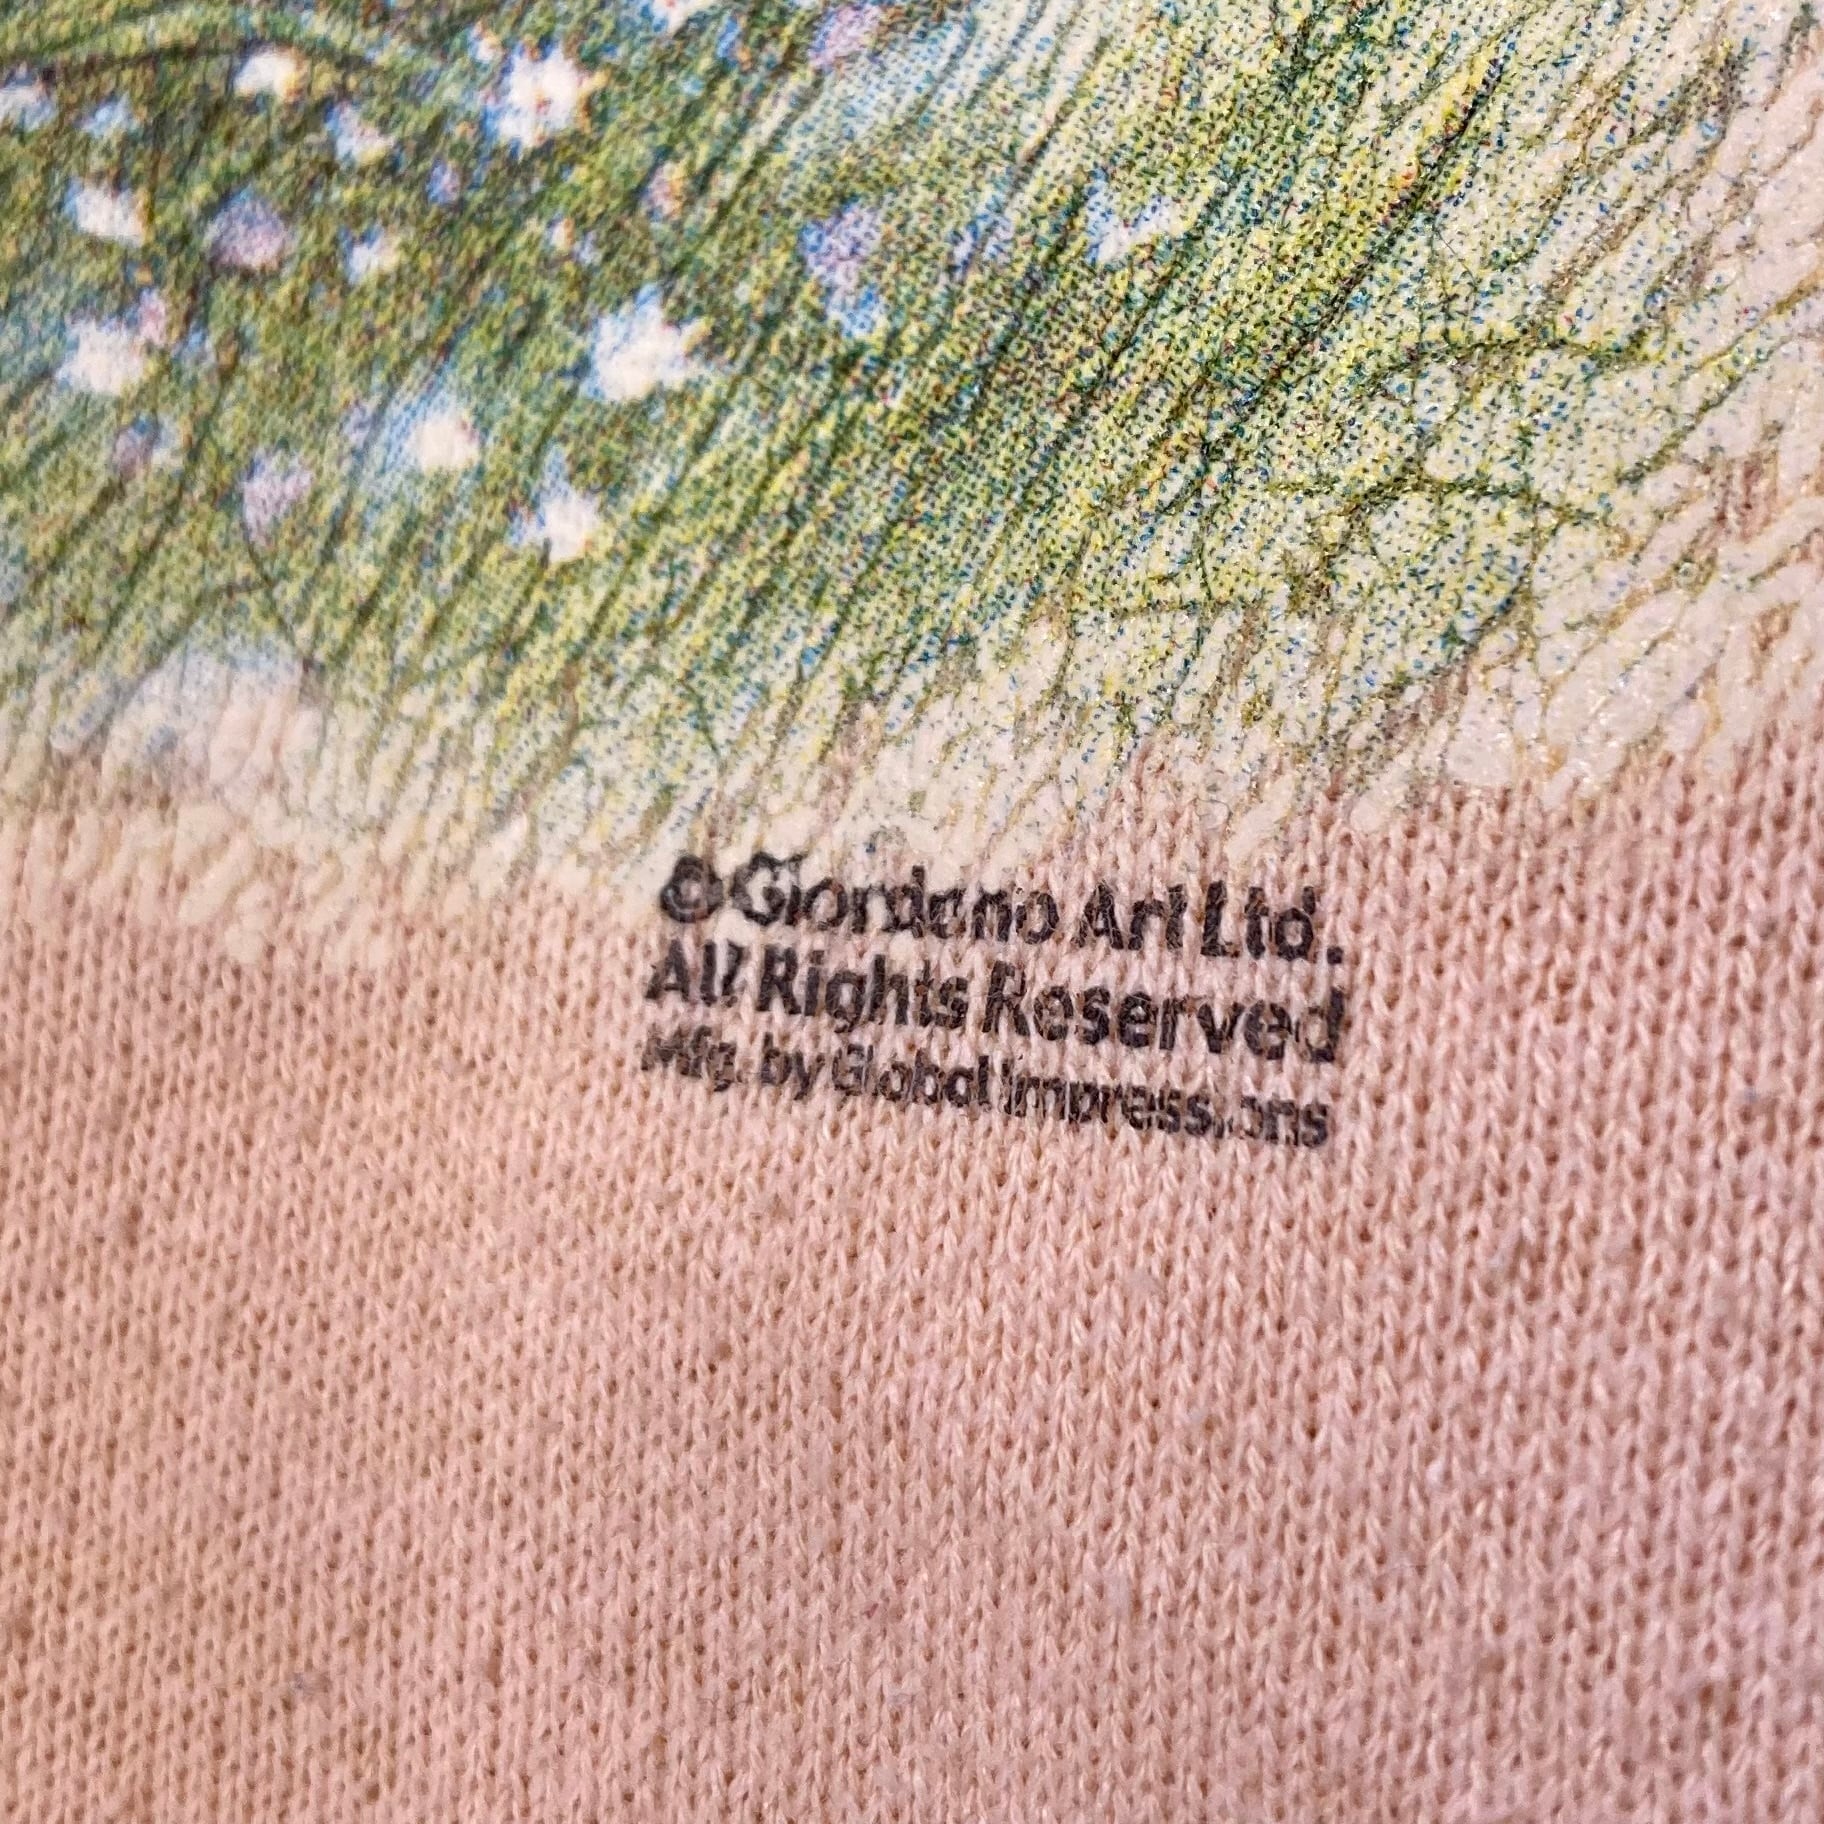 ©Giordano Art Ltd.
All Rights Reserved
Mfg. by Global Impressions